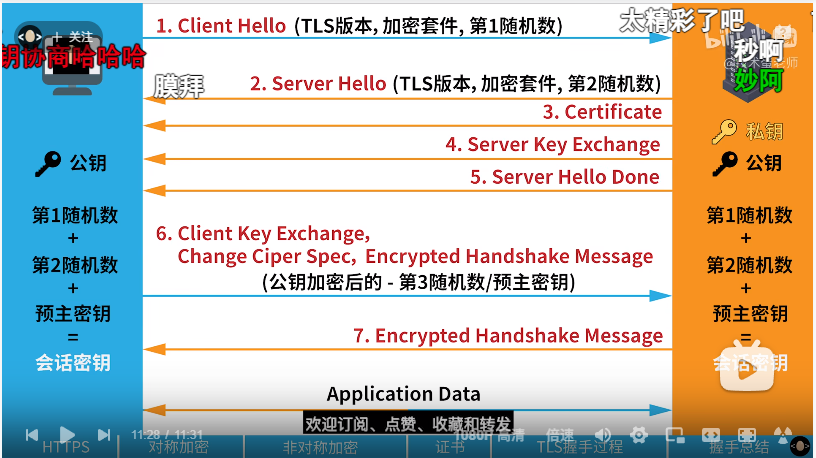 + 关注
太精彩了吧
钥协商哈哈哈
1. Client Hello (TLS版本, 加密套件, 第1随机数)
秒啊
妙阿
膜拜
2. Server Hello (TLS版本, 加密套件, 第2随机数)
3. Certificate
私钥
4. Server Key Exchange
公钥
公钥
5. Server Hello Done
第1随机数
+
第2随机数
+
预主密钥
=
会话密钥
6. Client Key Exchange,
Change Ciper Spec, Encrypted Handshake Message
(公钥加密后的 - 第3随机数/预主密钥)
7. Encrypted Handshake Message
第1随机数
+
第2随机数
+
预主密钥
=
会话密钥
Application Data
欢迎订阅、点赞、收藏和转发
11:28 / 11:31
1080P 高清
倍速
HTTPS
对称加密
非对称加密
证书
TLS握手过程
握手总结